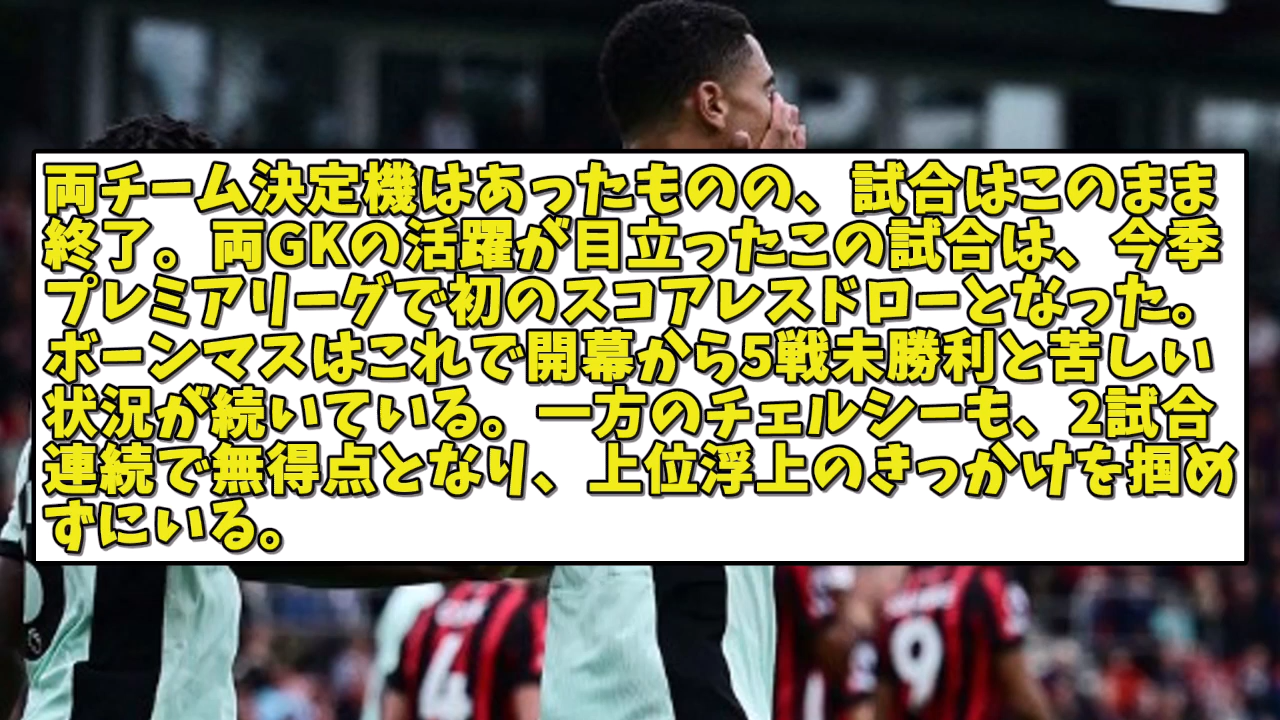 両チーム決定機はあったものの、試合はこのまま
終了。両GKの活躍が目立ったこの試合は、今季
プレミアリーグで初のスコアレスドローとなった。
ボーンマスはこれで開幕から5戦未勝利と苦しい
状況が続いている。一方のチェルシーも、2試合
連続で無得点となり、上位浮上のきっかけを掴め
ずにいる。
4
9